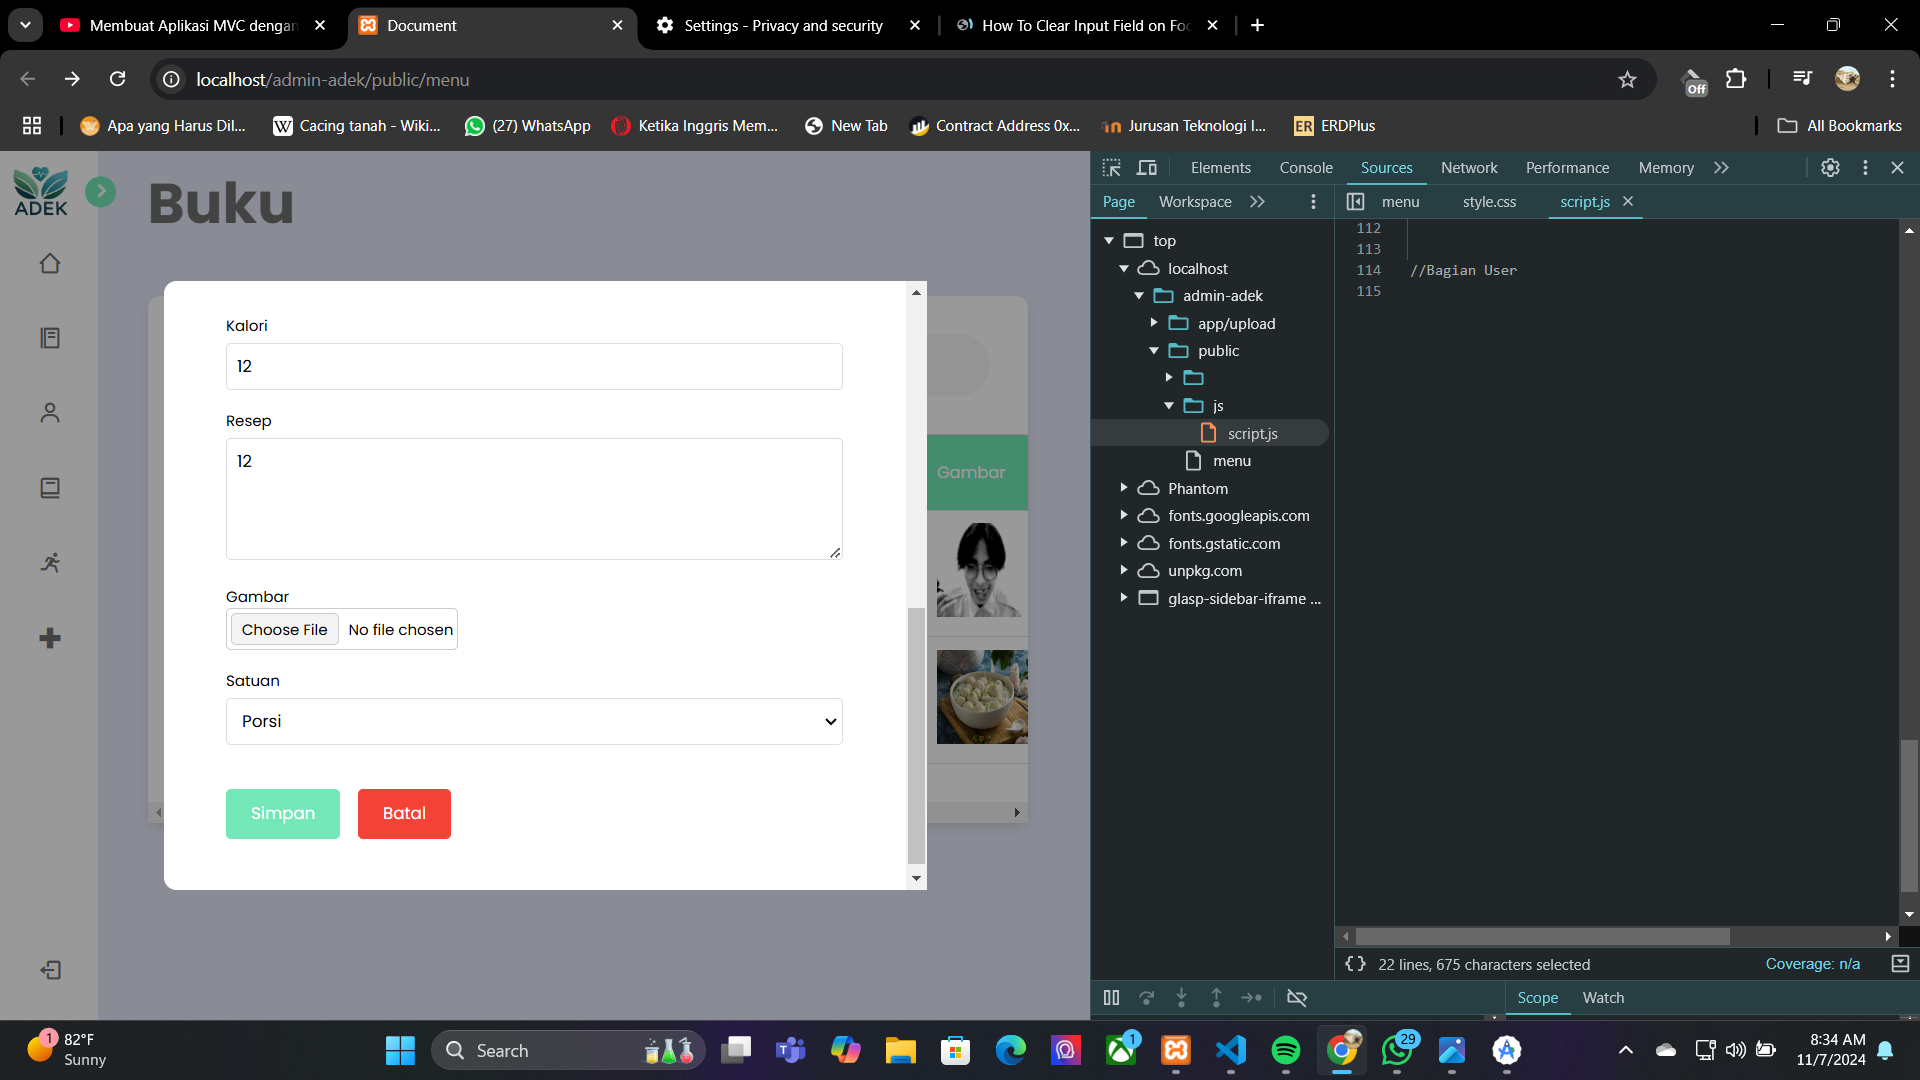 Membuat Aplikasi MVC dengan
Document
Settings - Privacy and security
How To Clear Input Field on Foc
localhost/admin-adek/public/menu
Off
Apa yang Harus Dil...
Cacing tanah - Wiki...
(27) WhatsApp
Ketika Inggris Mem...
New Tab
Contract Address 0x...
Jurusan Teknologi I...
ERDPlus
All Bookmarks
ADEK
Buku
Kalori
12
Resep
12
Gambar
Choose File No file chosen
Satuan
Porsi
Simpan
Batal
Gambar
Elements
Console
Sources
Network
Performance
Memory
Page
Workspace
menu
style.css
script.js
top
localhost
admin-adek
app/upload
public
js
script.js
menu
Phantom
fonts.googleapis.com
fonts.gstatic.com
unpkg.com
glasp-sidebar-iframe ...
112
113
114 //Bagian User
115
{} 22 lines, 675 characters selected
Coverage: n/a
Scope
Watch
1
82°F
Sunny
Search
1
29
8:34 AM
11/7/2024